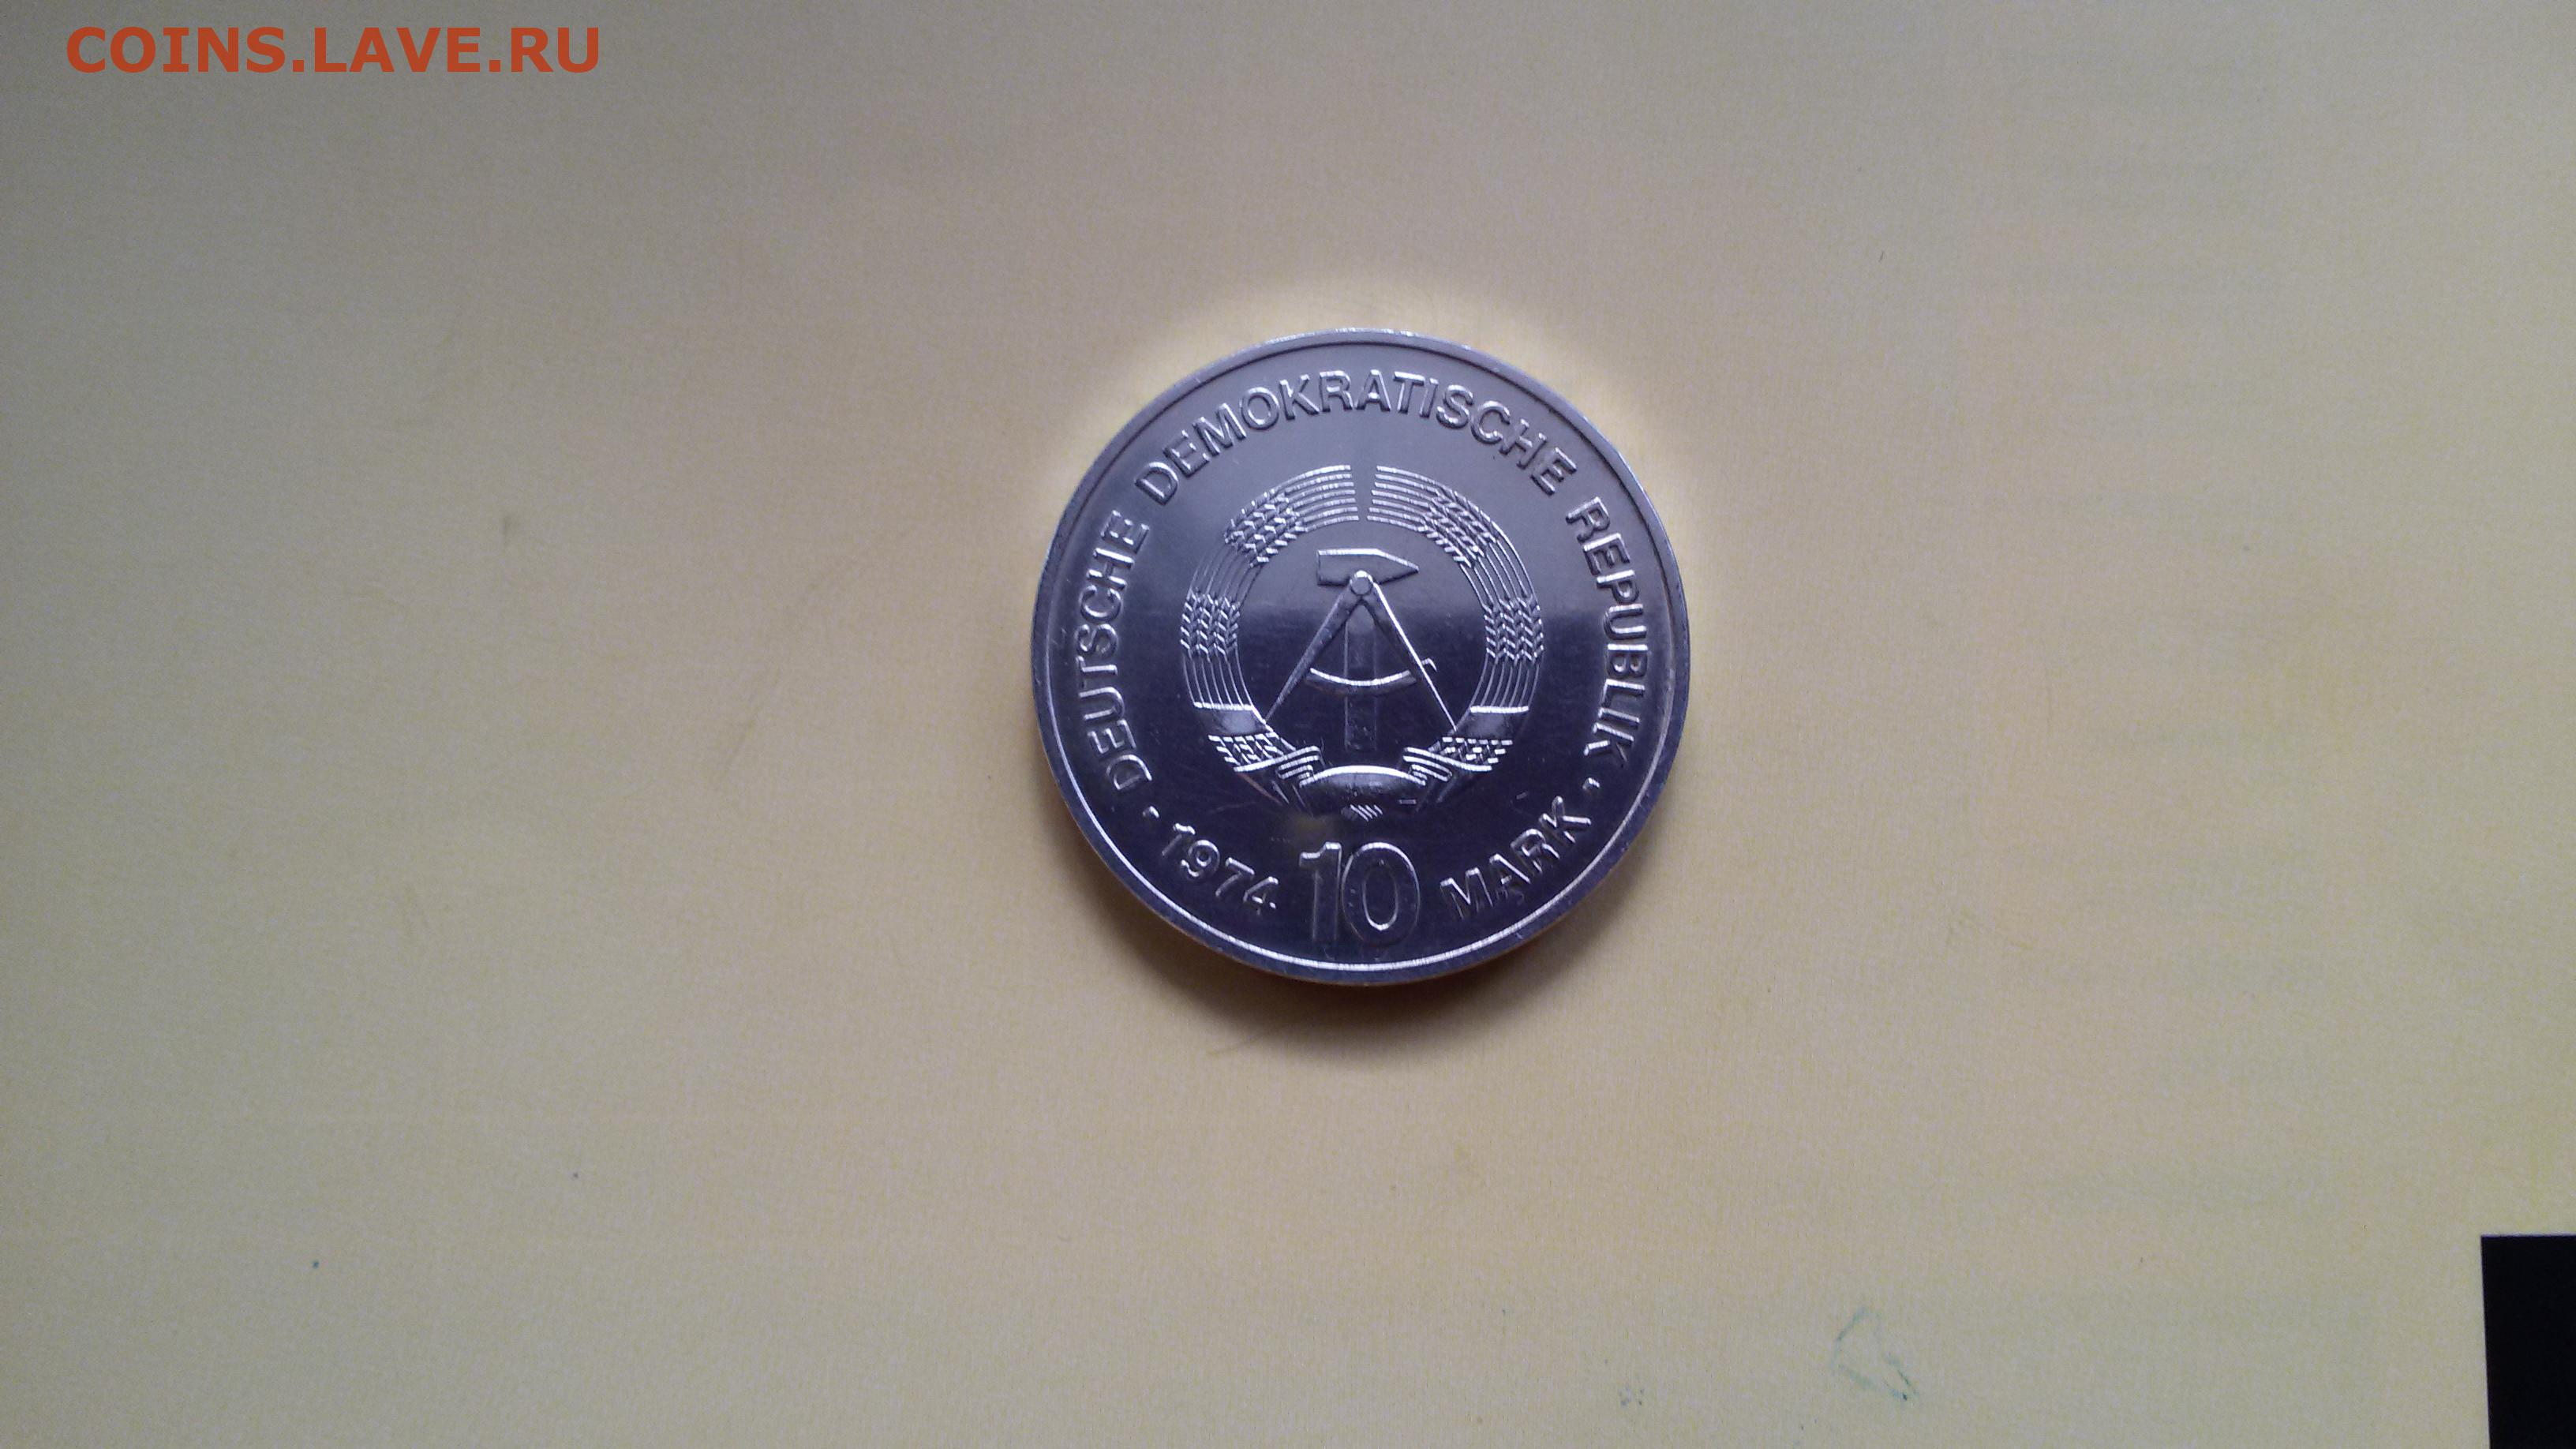 COINS.LAVE.RU
DEUTSCHE DEMOKRATISCHE REPUBLIK
· 1974 10 MARK ·